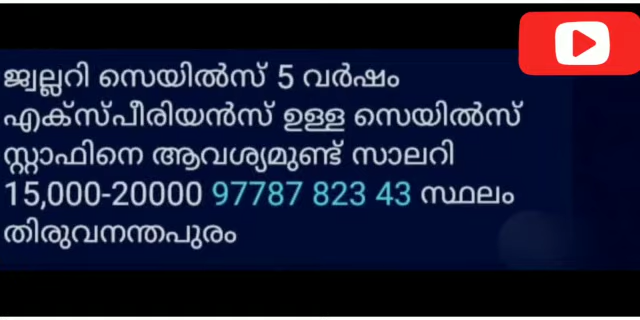 ജ്വല്ലറി സെയിൽസ് 5 വർഷം
എക്സ്പീരിയൻസ് ഉള്ള സെയിൽസ്
സ്റ്റാഫിനെ ആവശ്യമുണ്ട് സാലറി
15,000-20000 97787 823 43 സ്ഥലം
തിരുവനന്തപുരം